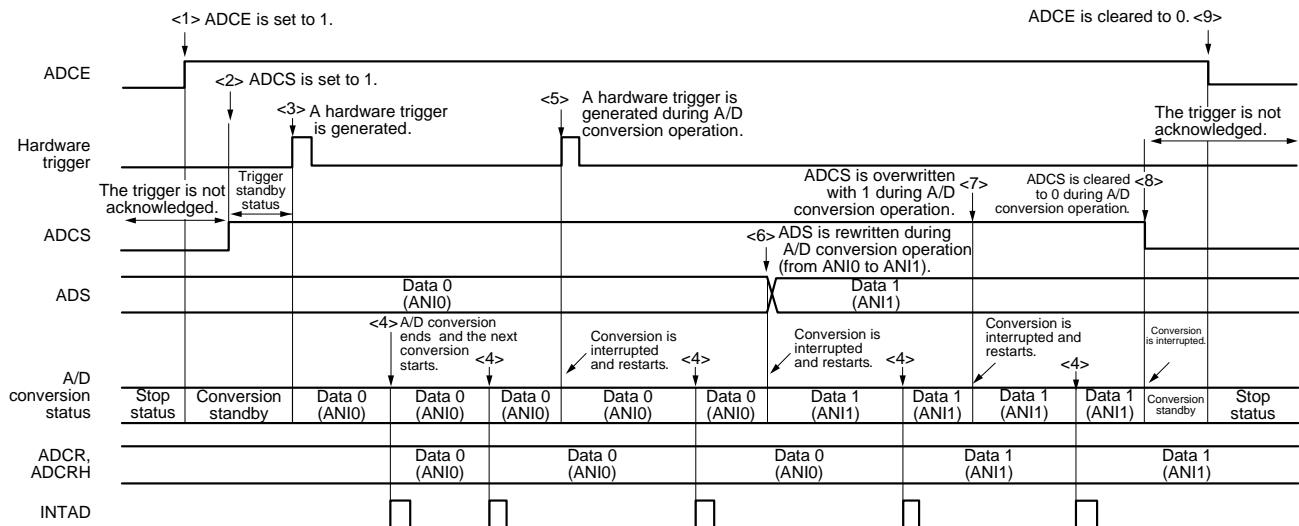 <1> ADCE is set to 1.
ADCE is cleared to 0. <9>
ADCE
<2> ADCS is set to 1.
<3> A hardware trigger
is generated.
<5> A hardware trigger is
generated during A/D
conversion operation.
The trigger is not
acknowledged.
Hardware
trigger
Trigger
standby
status
The trigger is not
acknowledged.
ADCS is overwritten
with 1 during A/D <7>
conversion operation.
ADCS is cleared <8>
to 0 during A/D
conversion operation.
ADCS
<6> ADS is rewritten during
A/D conversion operation
(from ANI0 to ANI1).
ADS
Data 0
(ANI0)
Data 1
(ANI1)
<4> A/D conversion
ends and the next
conversion
starts.
<4>
Conversion is
interrupted
and restarts.
<4>
Conversion is
interrupted
and restarts.
<4>
Conversion is
interrupted and
restarts.
<4>
Conversion
is interrupted.
A/D
conversion
status
Stop
status
Conversion
standby
Data 0
(ANI0)
Data 0
(ANI0)
Data 0
(ANI0)
Data 0
(ANI0)
Data 0
(ANI0)
Data 1
(ANI1)
Data 1
(ANI1)
Data 1
(ANI1)
Data 1
(ANI1)
Conversion
standby
Stop
status
ADCR,
ADCRH
Data 0
(ANI0)
Data 0
(ANI0)
Data 0
(ANI0)
Data 1
(ANI1)
Data 1
(ANI1)
INTAD